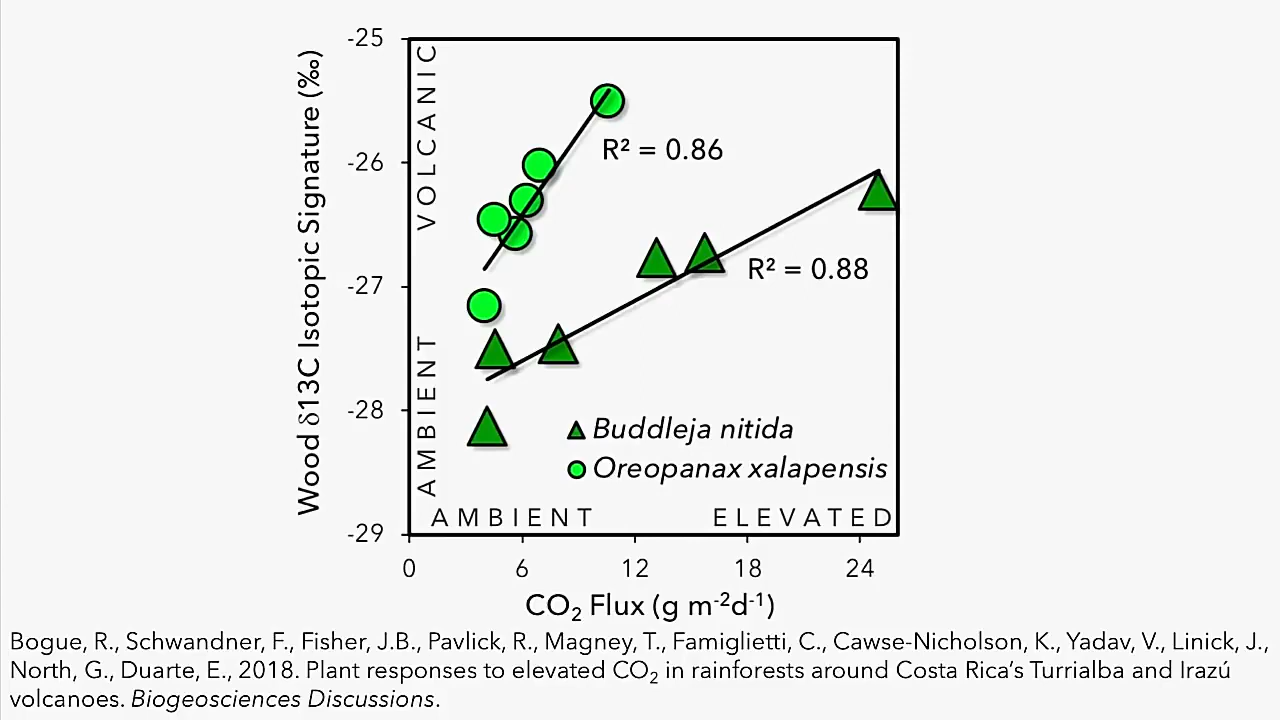 -25
-26
-27
-28
-29
Wood δ13C Isotopic Signature (‰)
VOLCANIC
AMBIENT
R² = 0.86
R² = 0.88
Buddleja nitida
Oreopanax xalapensis
AMBIENT ELEVATED
0 6 12 18 24
CO₂ Flux (g m⁻²d⁻¹)
Bogue, R., Schwandner, F., Fisher, J.B., Pavlick, R., Magney, T., Famiglietti, C., Cawse-Nicholson, K., Yadav, V., Linick, J.,
North, G., Duarte, E., 2018. Plant responses to elevated CO₂ in rainforests around Costa Rica’s Turrialba and Irazú
volcanoes. Biogeosciences Discussions.